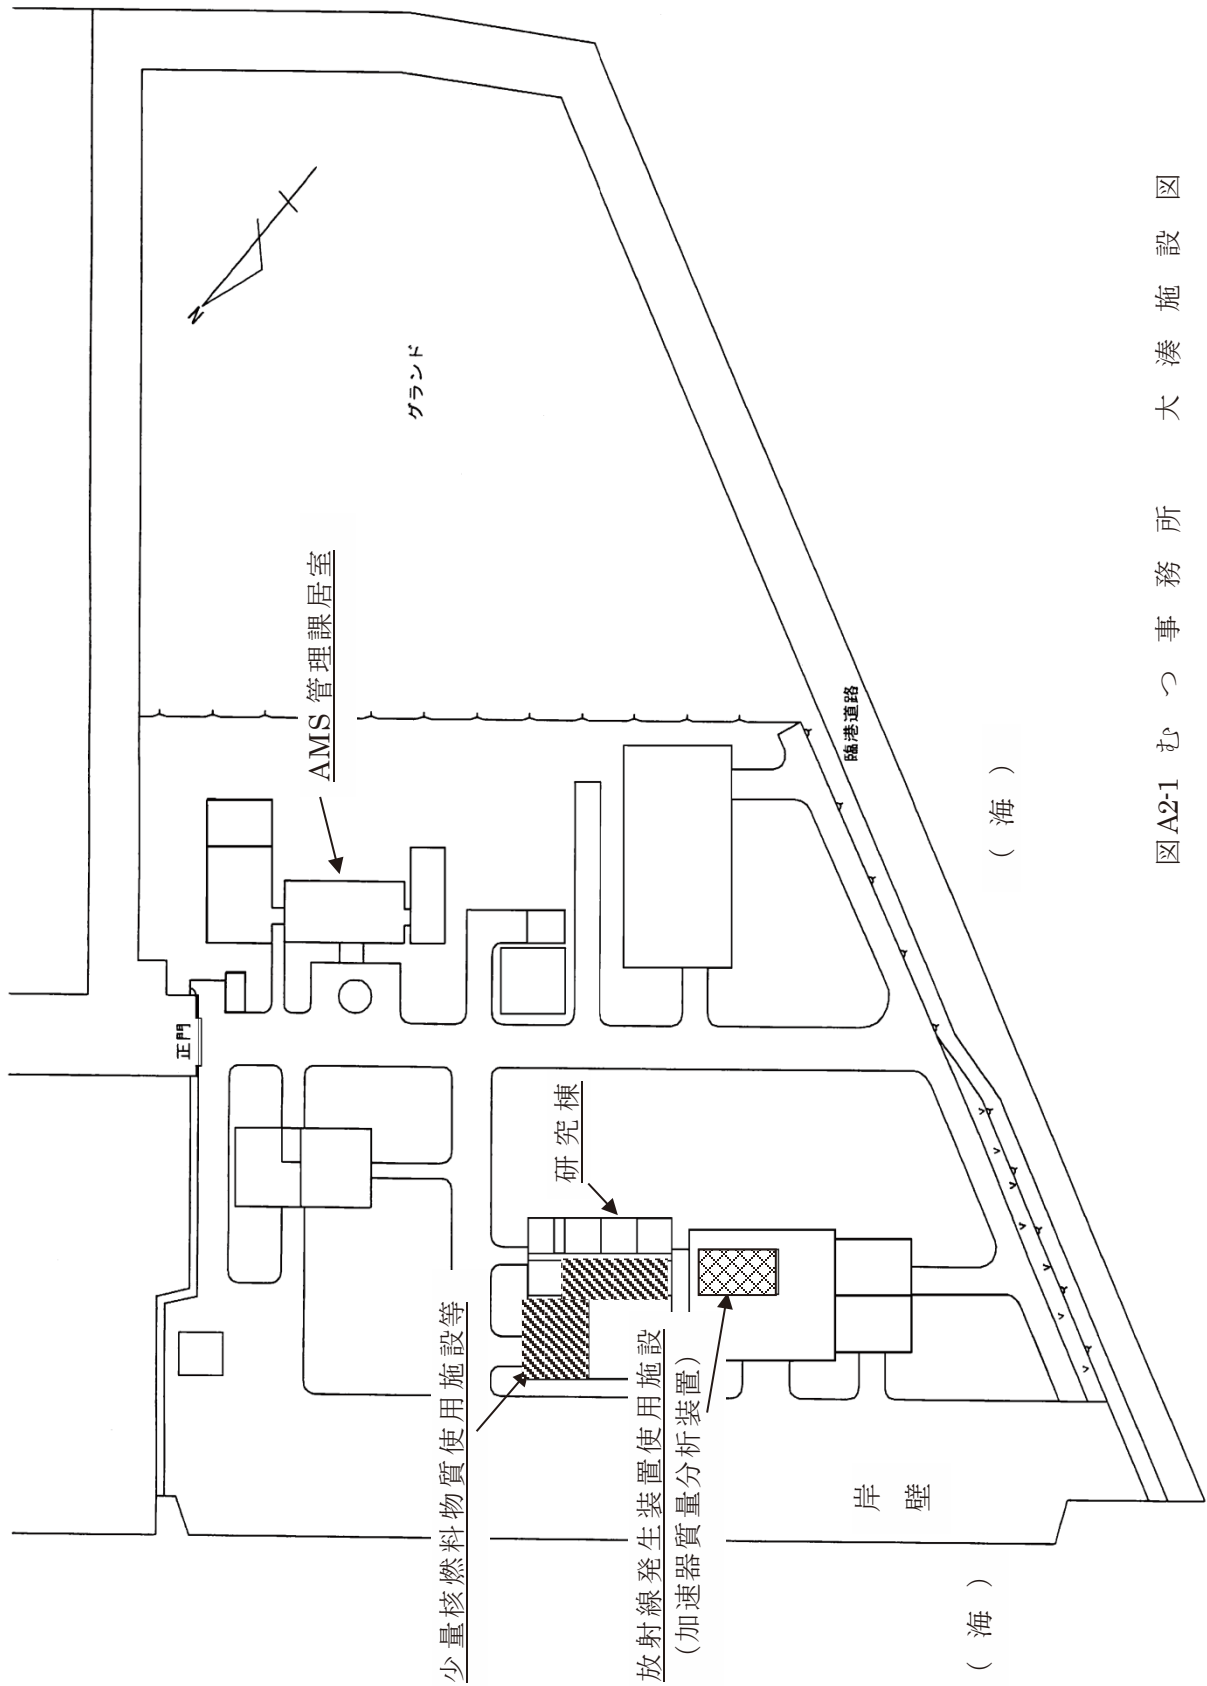 N
グランド
AMS 管理課居室
臨港道路
(海)
正門
研究棟
少量核燃料物質使用施設等
放射線発生装置使用施設
(加速器質量分析装置)
岸壁
(海)
図A2-1 むつ事務所 大湊施設図